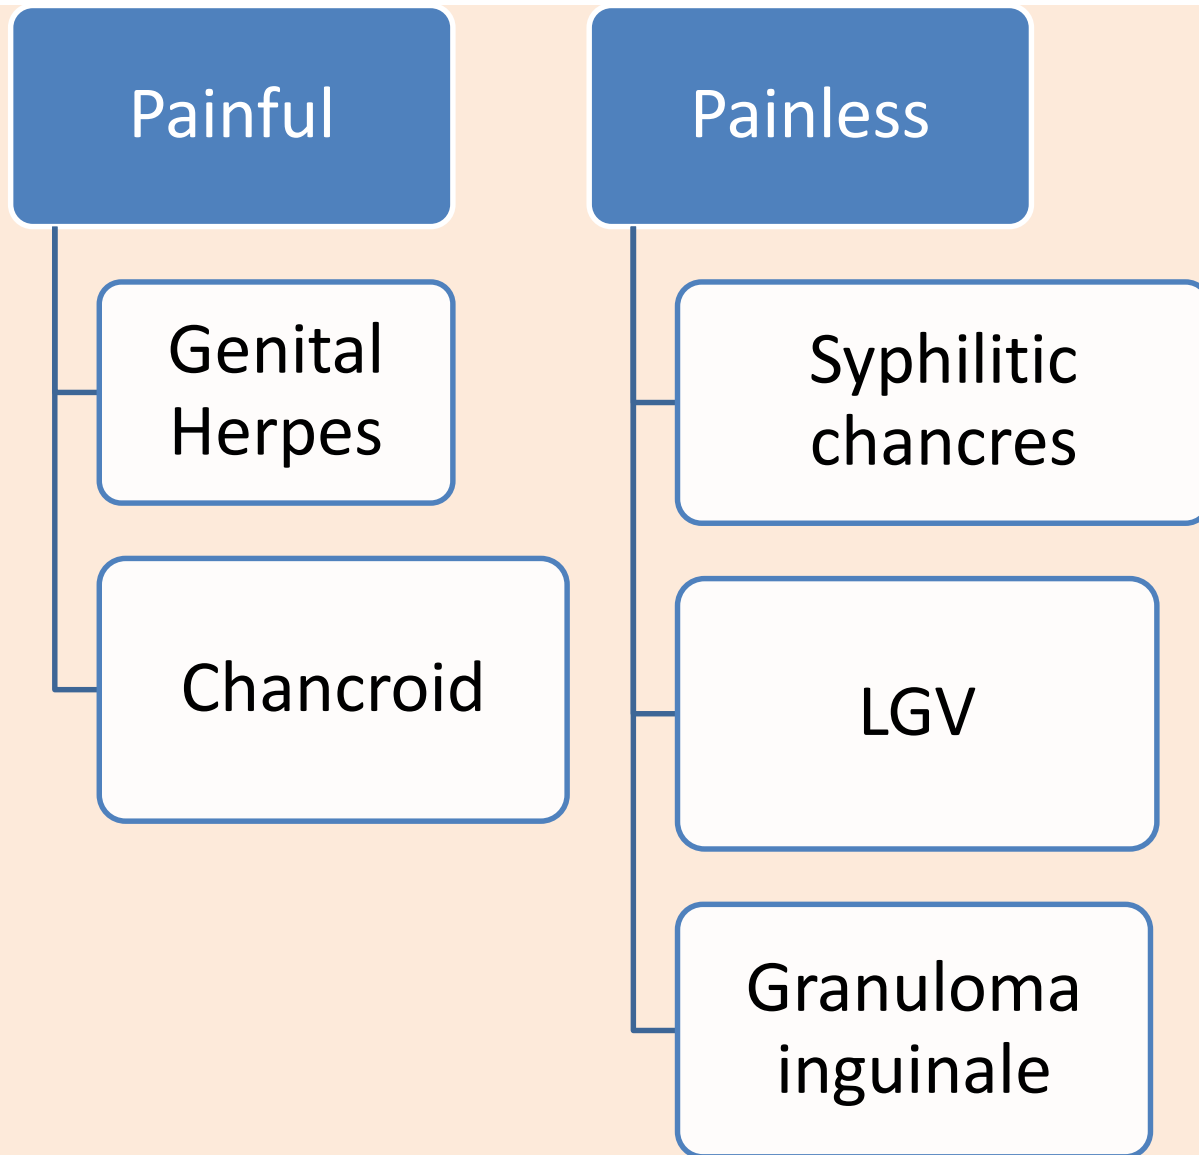 Painful
Genital
Herpes
Chancroid
Painless
Syphilitic
chancres
LGV
Granuloma
inguinale